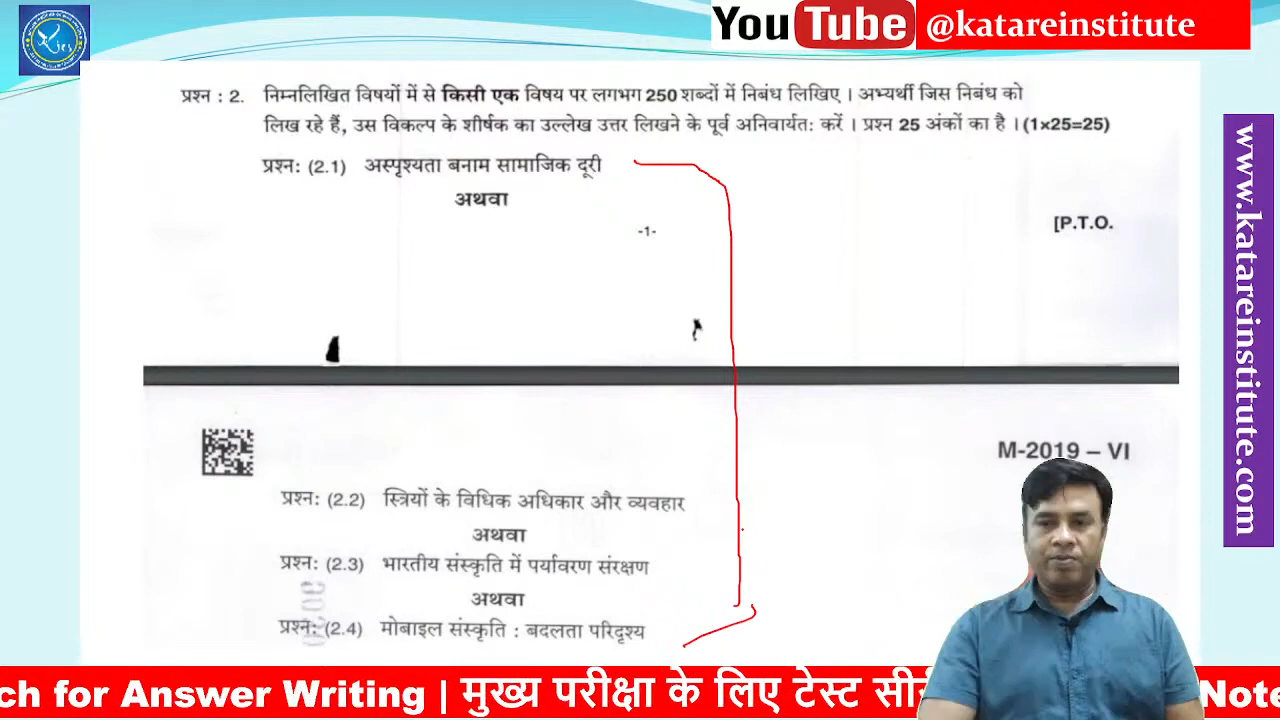 YouTube @katareinstitute
प्रश्न : 2. निम्नलिखित विषयों में से किसी एक विषय पर लगभग 250 शब्दों में निबंध लिखिए । अभ्यर्थी जिस निबंध को
लिख रहे हैं, उस विकल्प के शीर्षक का उल्लेख उत्तर लिखने के पूर्व अनिवार्यत: करें । प्रश्न 25 अंकों का है । (1×25=25)
प्रश्न: (2.1) अस्पृश्यता बनाम सामाजिक दूरी
अथवा
-1-
[P.T.O.
www.katareinstitute.com
M-2019 – VI
प्रश्न: (2.2) स्त्रियों के विधिक अधिकार और व्यवहार
अथवा
प्रश्न: (2.3) भारतीय संस्कृति में पर्यावरण संरक्षण
अथवा
प्रश्न: (2.4) मोबाइल संस्कृति : बदलता परिदृश्य
ch for Answer Writing | मुख्य परीक्षा के लिए टेस्ट सी Note